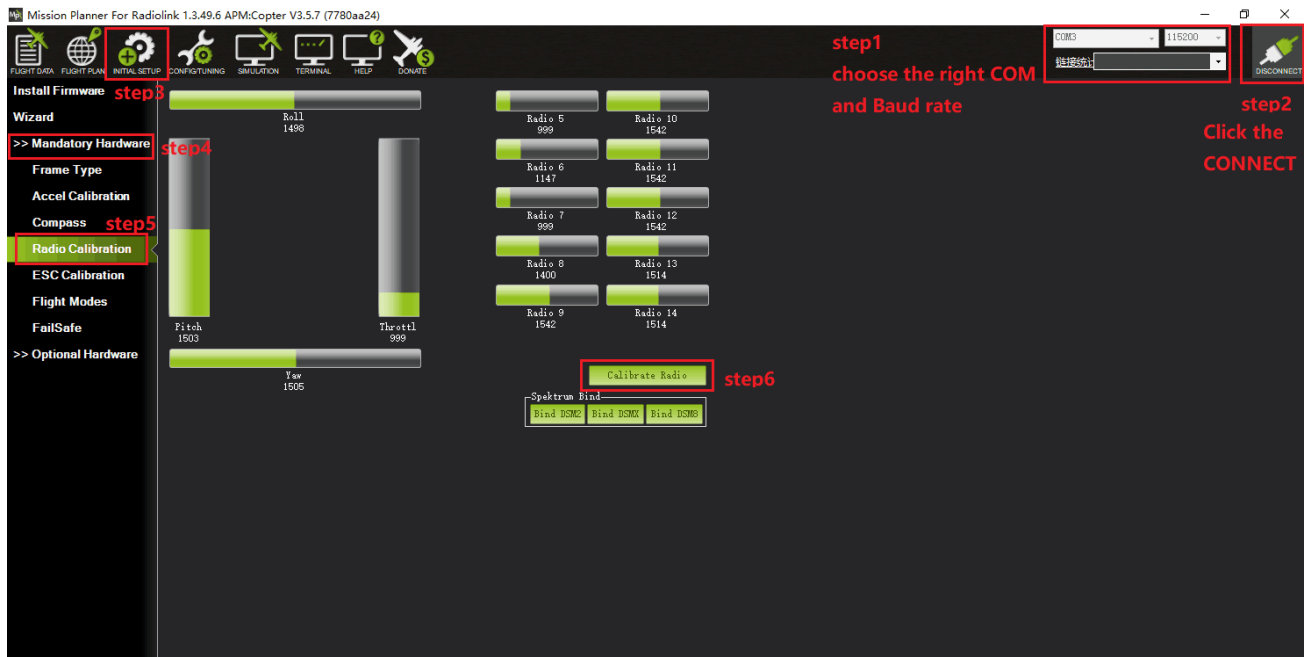 Mission Planner For Radiolink 1.3.49.6 APM:Copter V3.5.7 (7780aa24)
FLIGHT DATA
FLIGHT PLAN
INITIAL SETUP
CONFIG/TUNING
SIMULATION
TERMINAL
HELP
DONATE
step1
choose the right COM
and Baud rate
COM3
115200
链接统计
DISCONNECT
step2
Click the
CONNECT
Install Firmware
step3
Wizard
>> Mandatory Hardware
step4
Frame Type
Accel Calibration
Compass
step5
Radio Calibration
ESC Calibration
Flight Modes
FailSafe
>> Optional Hardware
Roll
1498
Pitch
1503
Throttl
999
Yaw
1505
Radio 5
999
Radio 10
1542
Radio 6
1147
Radio 11
1542
Radio 7
999
Radio 12
1542
Radio 8
1400
Radio 13
1514
Radio 9
1542
Radio 14
1514
Calibrate Radio
step6
Spektrum Bind
Bind DSM2
Bind DSMX
Bind DSM8